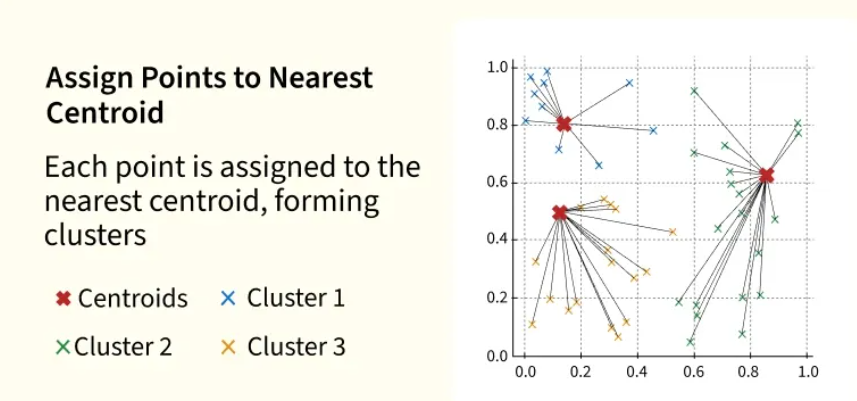 Assign Points to Nearest
Centroid
Each point is assigned to the
nearest centroid, forming
clusters
Centroids
Cluster 1
Cluster 2
Cluster 3
1.0
0.8
0.6
0.4
0.2
0.0
0.0 0.2 0.4 0.6 0.8 1.0